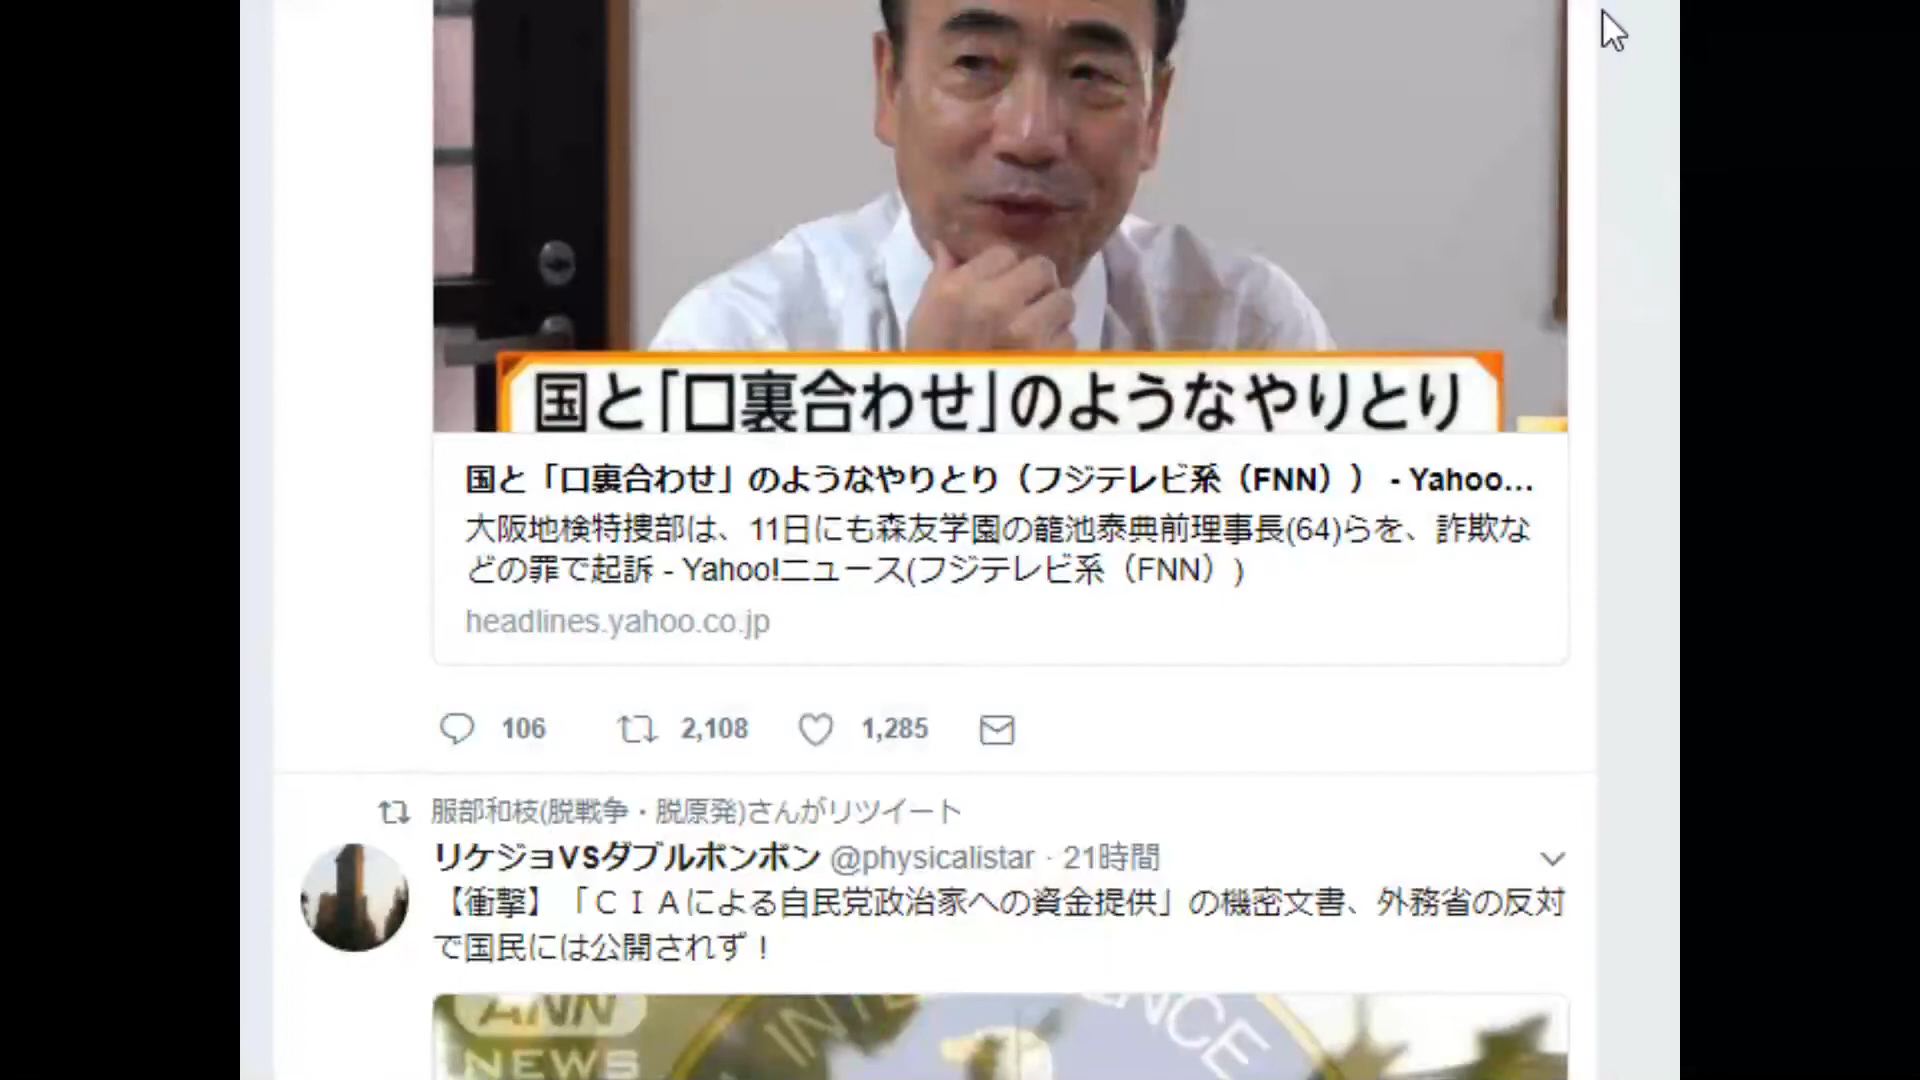 国と「口裏合わせ」のようなやりとり
国と「口裏合わせ」のようなやりとり（フジテレビ系（FNN）） - Yahoo...
大阪地検特捜部は、11日にも森友学園の籠池泰典前理事長(64)らを、詐欺な
どの罪で起訴 - Yahoo!ニュース(フジテレビ系（FNN）)
headlines.yahoo.co.jp
106 2,108 1,285
服部和枝(脱戦争・脱原発)さんがリツイート
リケジョVSダブルポンポン @physicalistar · 21時間
【衝撃】「ＣＩＡによる自民党政治家への資金提供」の機密文書、外務省の反対
で国民には公開されず！
ANN
NEWS